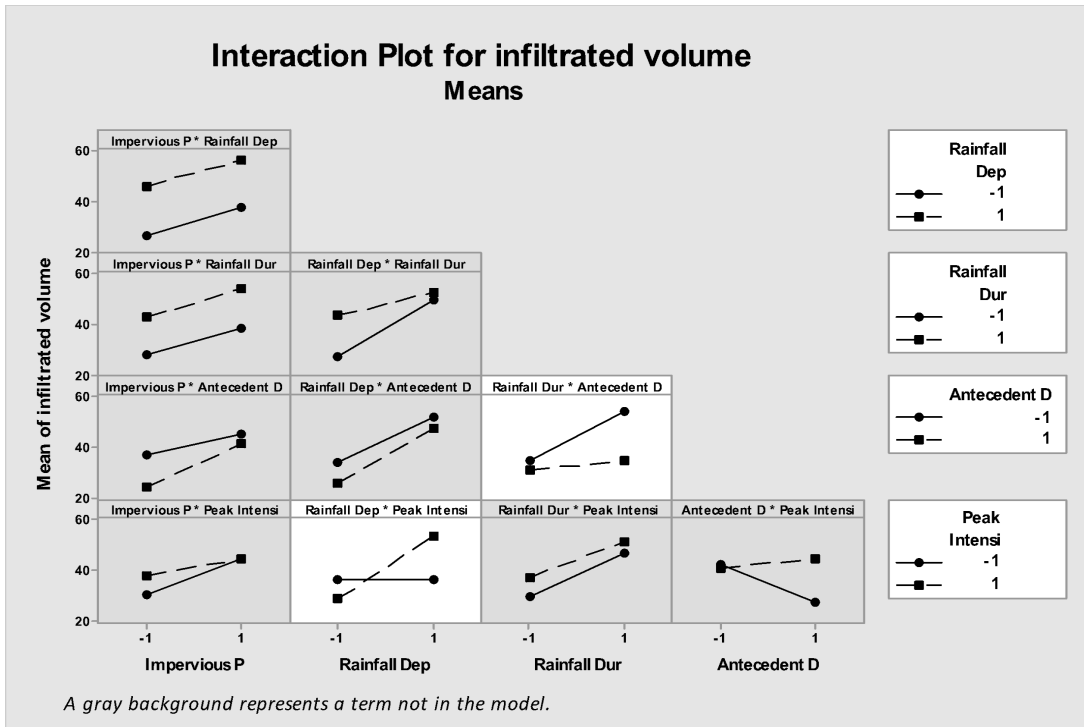 Interaction Plot for infiltrated volume
Means
Mean of infiltrated volume
Impervious P * Rainfall Dep
60
40
20
Rainfall
Dep
-1
1
Impervious P * Rainfall Dur
Rainfall Dep * Rainfall Dur
60
40
20
Rainfall
Dur
-1
1
Impervious P * Antecedent D
Rainfall Dep * Antecedent D
Rainfall Dur * Antecedent D
60
40
20
Antecedent D
-1
1
Impervious P * Peak Intensi
Rainfall Dep * Peak Intensi
Rainfall Dur * Peak Intensi
Antecedent D * Peak Intensi
60
40
20
Peak
Intensi
-1
1
-1 1 -1 1 -1 1 -1 1
Impervious P Rainfall Dep Rainfall Dur Antecedent D
A gray background represents a term not in the model.